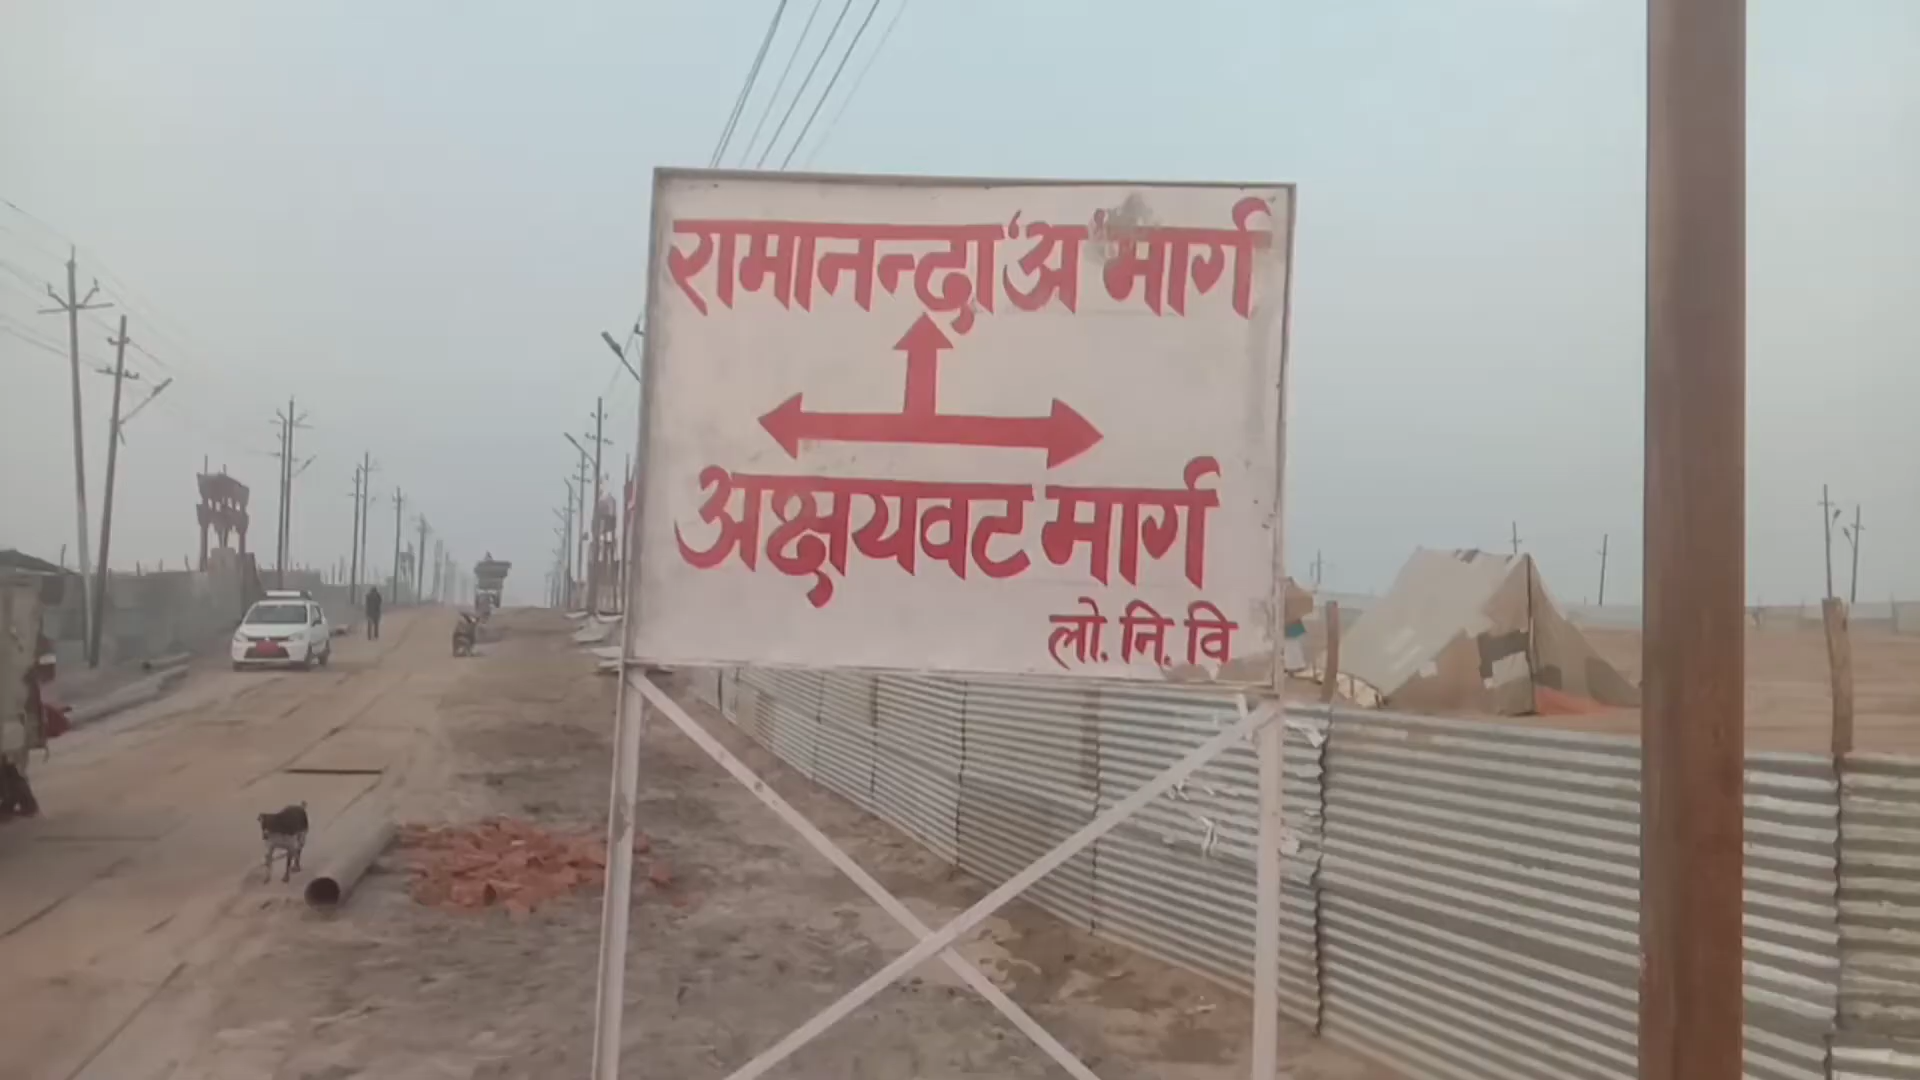 रामानन्दा 'अ' मार्ग
अक्षयवट मार्ग
लो. नि. वि